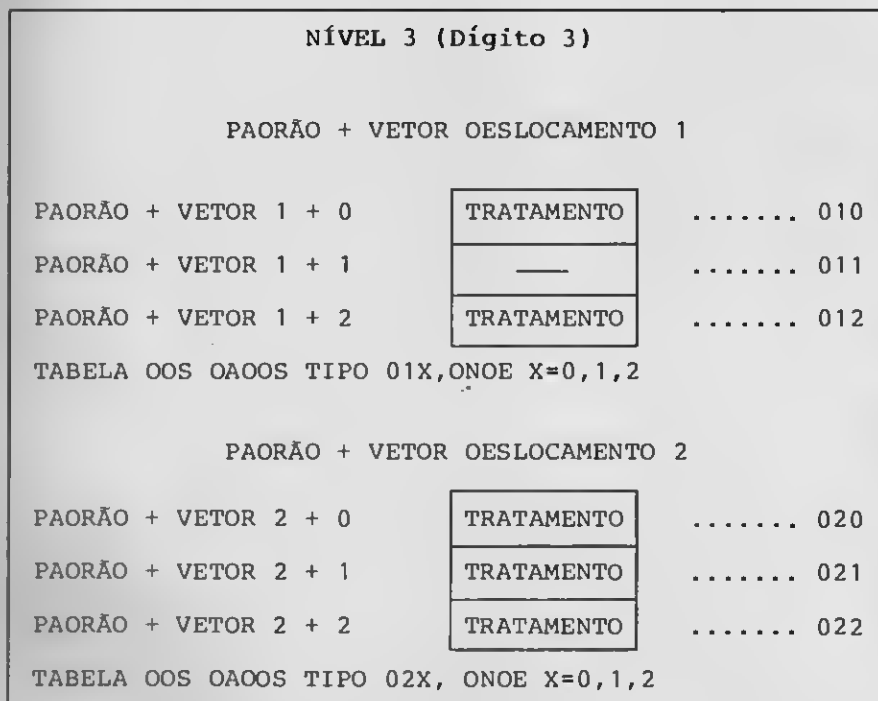 NÍVEL 3 (Dígito 3)
PAORÃO + VETOR OESLOCAMENTO 1
PAORÃO + VETOR 1 + 0 TRATAMENTO ....... 010
PAORÃO + VETOR 1 + 1 —— ....... 011
PAORÃO + VETOR 1 + 2 TRATAMENTO ....... 012
TABELA OOS OAOOS TIPO 01X,ONOE X=0,1,2
PAORÃO + VETOR OESLOCAMENTO 2
PAORÃO + VETOR 2 + 0 TRATAMENTO ....... 020
PAORÃO + VETOR 2 + 1 TRATAMENTO ....... 021
PAORÃO + VETOR 2 + 2 TRATAMENTO ....... 022
TABELA OOS OAOOS TIPO 02X, ONOE X=0,1,2